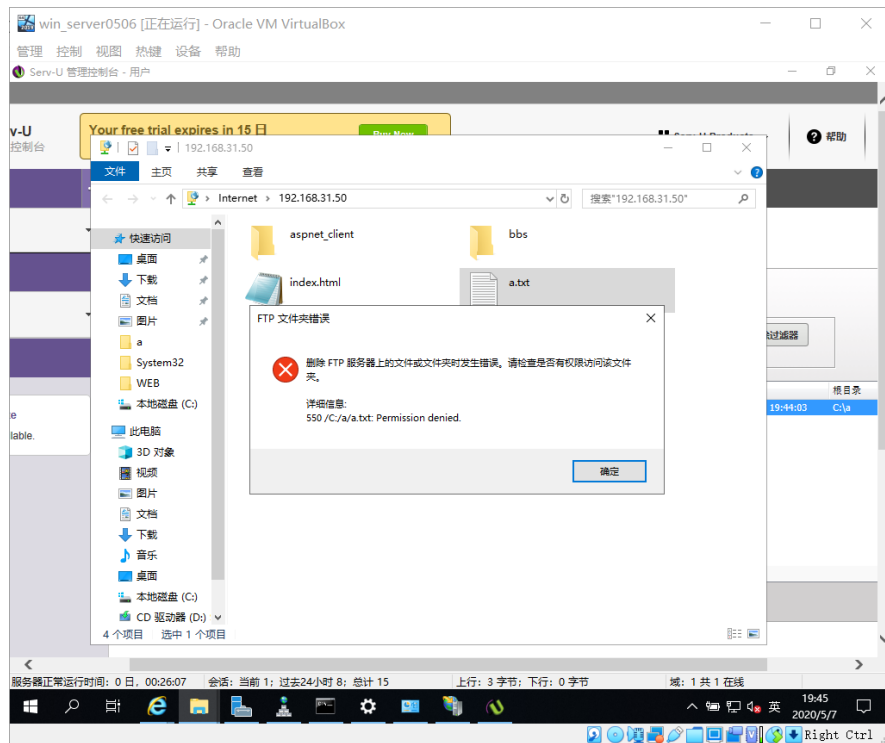 win_server0506 [正在运行] - Oracle VM VirtualBox
管理 控制 视图 热键 设备 帮助
Serv-U 管理控制台 - 用户
v-U
控制台
Your free trial expires in 15 日
帮助
192.168.31.50
文件 主页 共享 查看
Internet › 192.168.31.50
搜索"192.168.31.50"
快速访问
桌面
下载
文档
图片
a
System32
WEB
本地磁盘 (C:)
此电脑
3D 对象
视频
图片
文档
下载
音乐
桌面
本地磁盘 (C:)
CD 驱动器 (D:)
aspnet_client
bbs
index.html
a.txt
FTP 文件夹错误
删除 FTP 服务器上的文件或文件夹时发生错误。请检查是否有权限访问该文件
夹。
详细信息:
550 /C:/a/a.txt: Permission denied.
确定
过滤器
根目录
19:44:03 C:\a
lable.
4 个项目 选中 1 个项目
服务器正常运行时间: 0 日, 00:26:07 会话: 当前 1; 过去24小时 8; 总计 15 上行: 3 字节; 下行: 0 字节 域: 1 共 1 在线
英
19:45
2020/5/7
Right Ctrl